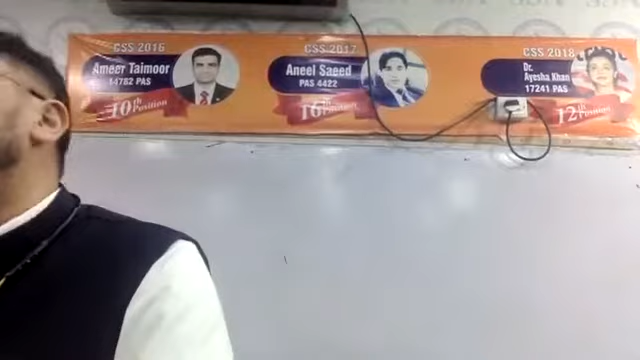 CSS 2016
Ameer Taimoor
14782 PAS
10th Position
CSS 2017
Aneel Saeed
PAS 4422
16th Position
CSS 2018
Dr.
Ayesha Khan
17241 PAS
12th Position